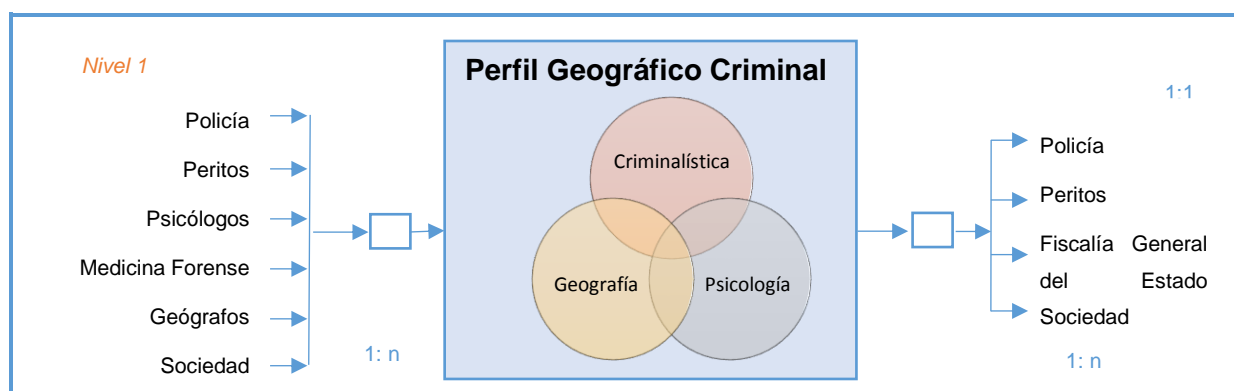 Nivel 1
Policía
Peritos
Psicólogos
Medicina Forense
Geógrafos
Sociedad
1: n
Perfil Geográfico Criminal
Criminalística
Geografía
Psicología
1:1
Policía
Peritos
Fiscalía General
del Estado
Sociedad
1: n